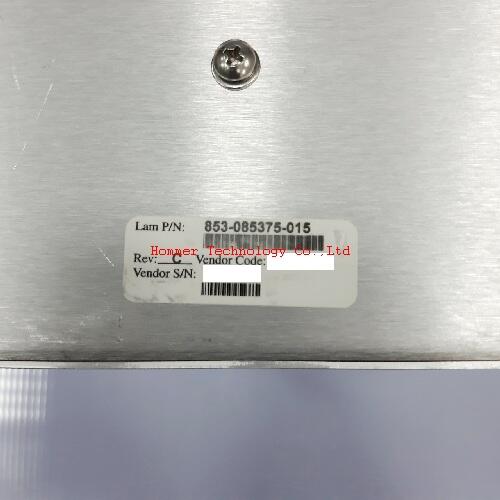 Lam P/N: 853-085375-015
Hommer Technology Co.,Ltd
Rev: C Vendor Code:
Vendor S/N: